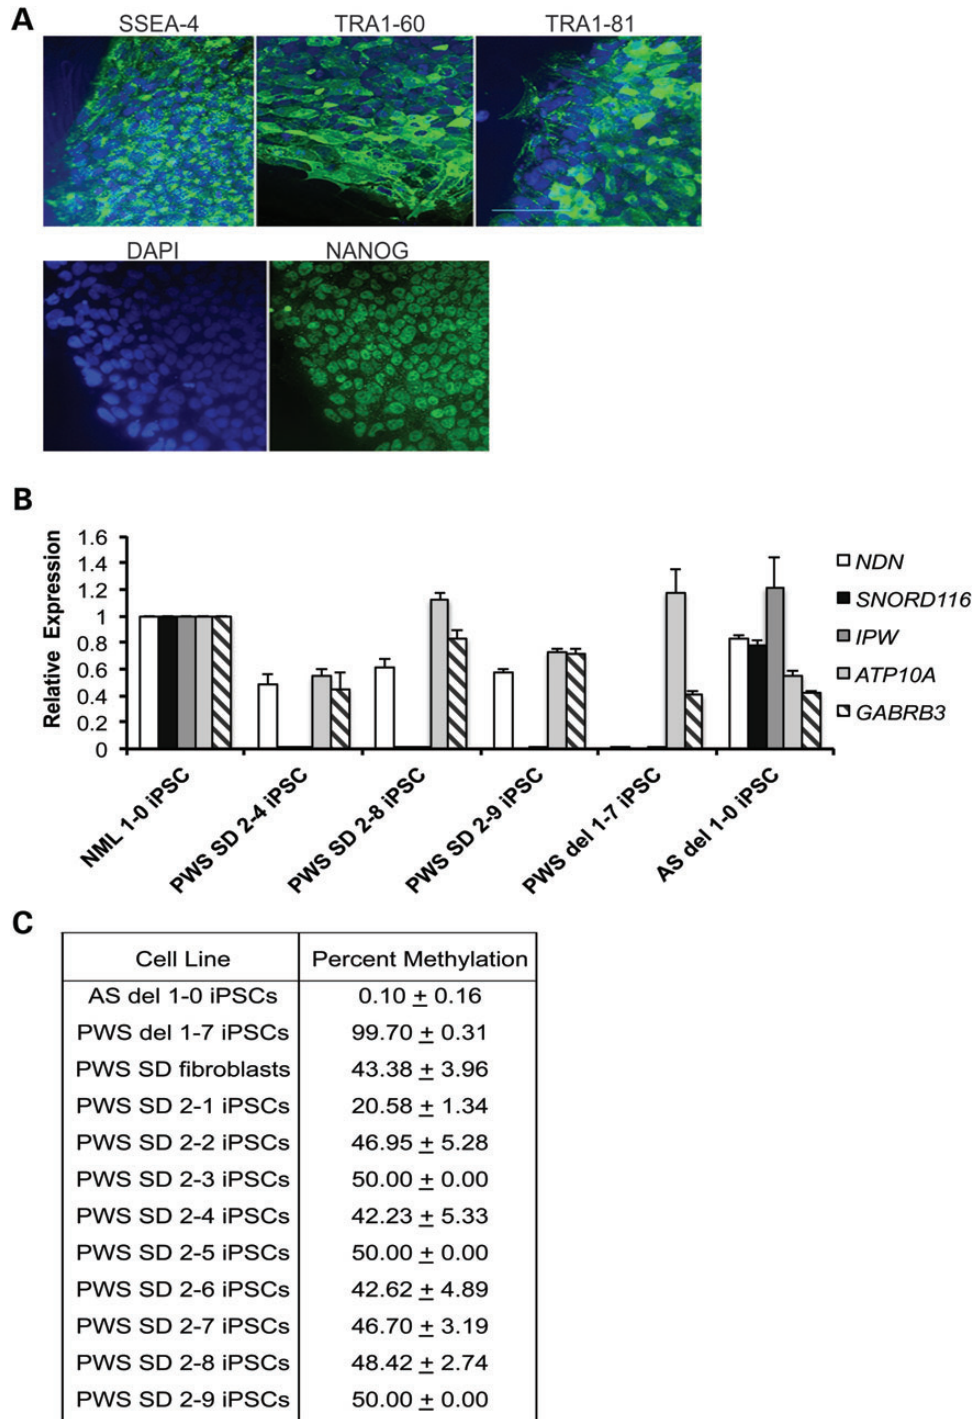 A
SSEA-4 TRA1-60 TRA1-81
DAPI NANOG
B
Relative Expression
1.6
1.4
1.2
1
0.8
0.6
0.4
0.2
0
NML 1-0 iPSC
PWS SD 2-4 iPSC
PWS SD 2-8 iPSC
PWS SD 2-9 iPSC
PWS del 1-7 iPSC
AS del 1-0 iPSC
NDN
SNORD116
IPW
ATP10A
GABRB3
C
Cell Line Percent Methylation
AS del 1-0 iPSCs 0.10 ± 0.16
PWS del 1-7 iPSCs 99.70 ± 0.31
PWS SD fibroblasts 43.38 ± 3.96
PWS SD 2-1 iPSCs 20.58 ± 1.34
PWS SD 2-2 iPSCs 46.95 ± 5.28
PWS SD 2-3 iPSCs 50.00 ± 0.00
PWS SD 2-4 iPSCs 42.23 ± 5.33
PWS SD 2-5 iPSCs 50.00 ± 0.00
PWS SD 2-6 iPSCs 42.62 ± 4.89
PWS SD 2-7 iPSCs 46.70 ± 3.19
PWS SD 2-8 iPSCs 48.42 ± 2.74
PWS SD 2-9 iPSCs 50.00 ± 0.00